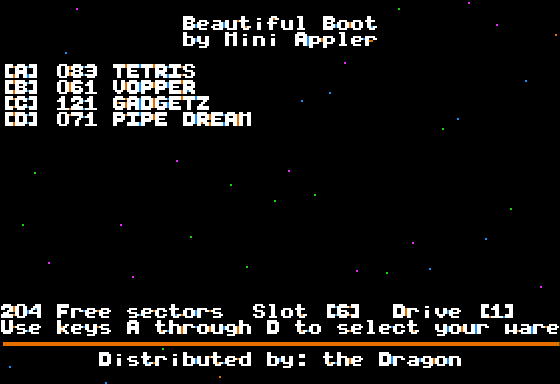 Beautiful Boot
by Mini Appler
[A] 083 TETRIS
[B] 061 VOPPER
[C] 121 GADGETZ
[D] 071 PIPE DREAM
204 Free sectors  Slot [6]  Drive [1]
Use keys A through D to select your ware
Distributed by: the Dragon